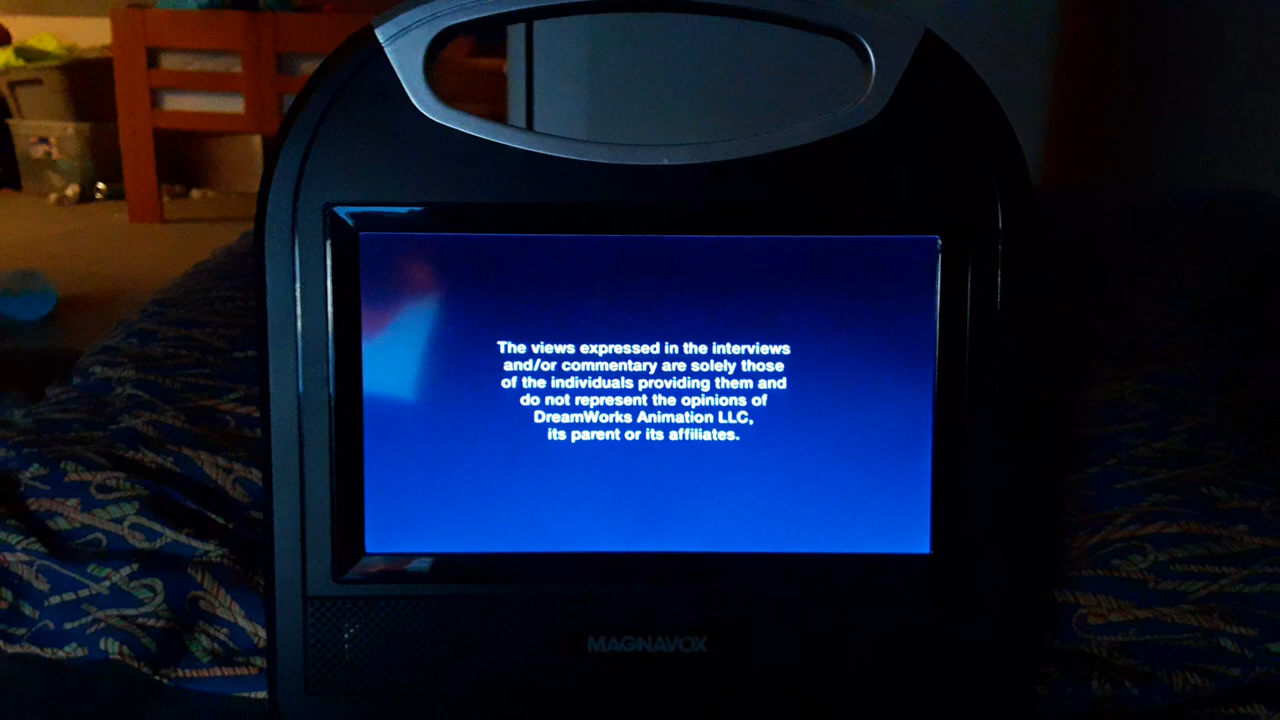 The views expressed in the interviews
and/or commentary are solely those
of the individuals providing them and
do not represent the opinions of
DreamWorks Animation LLC,
its parent or its affiliates.
MAGNAVOX